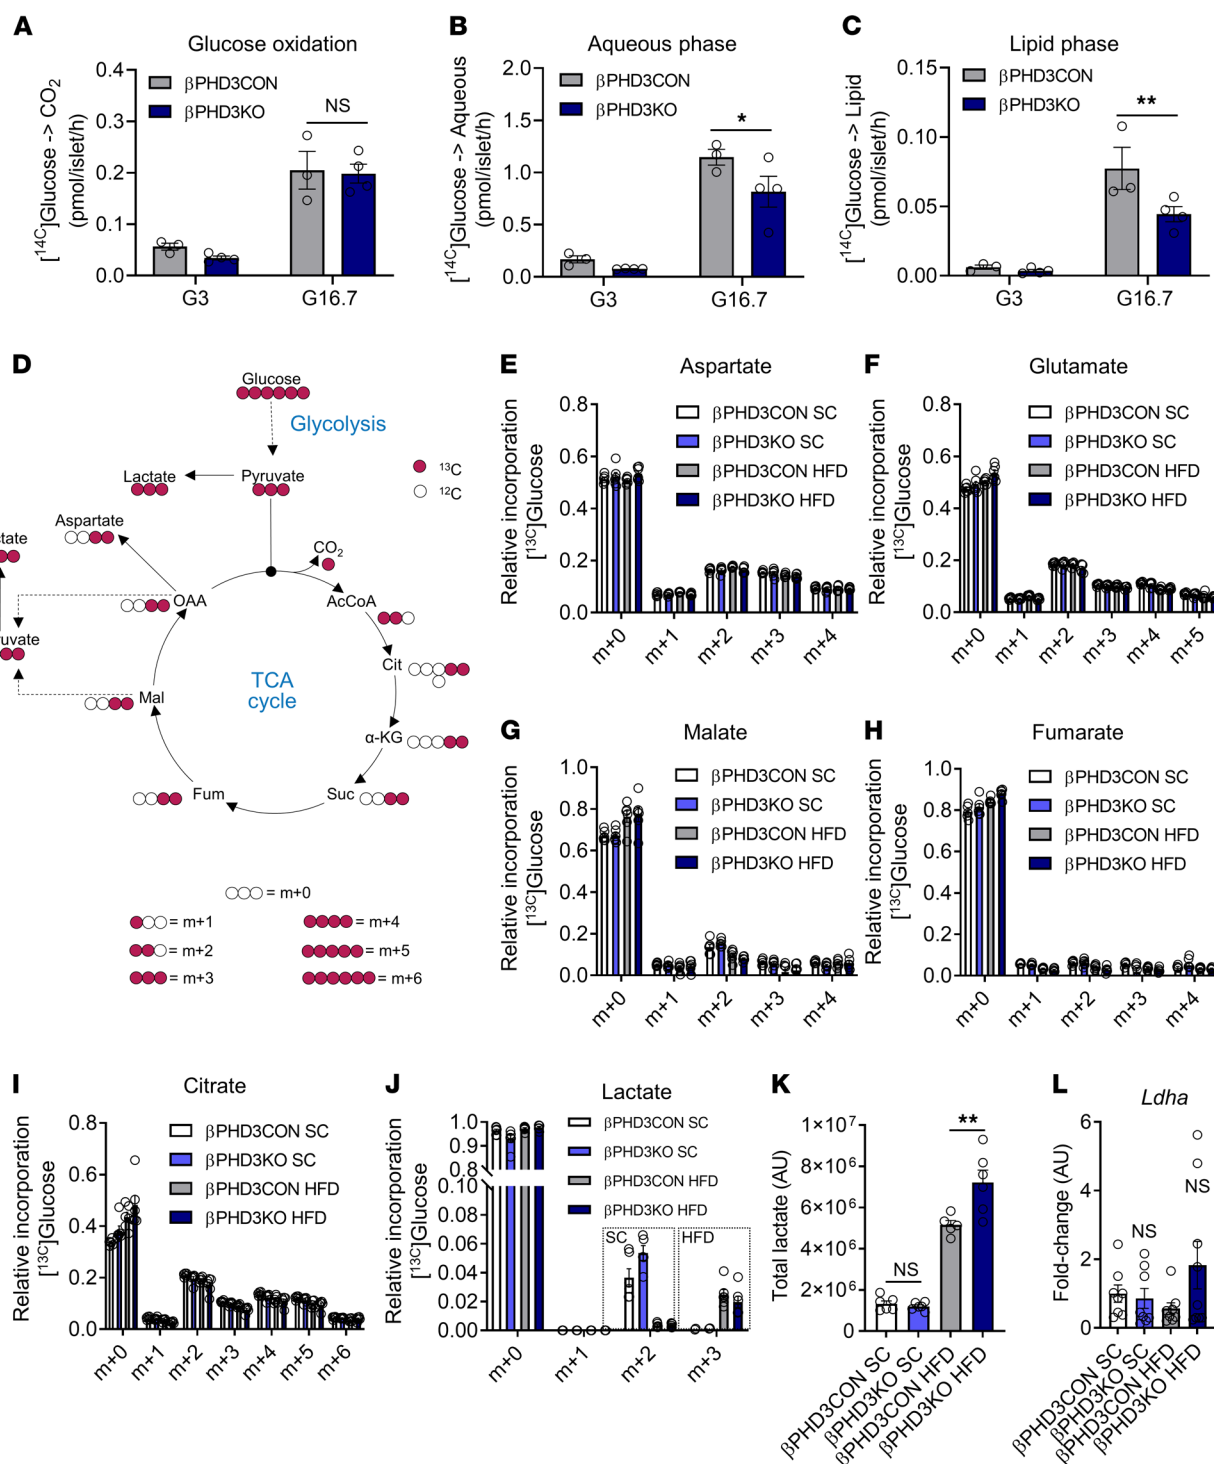 A
Glucose oxidation
[14C]Glucose -> CO2
(pmol/islet/h)
0.4
0.3
0.2
0.1
0.0
βPHD3CON
βPHD3KO
NS
G3
G16.7
B
Aqueous phase
[14C]Glucose -> Aqueous
(pmol/islet/h)
2.0
1.5
1.0
0.5
0.0
βPHD3CON
βPHD3KO
*
G3
G16.7
C
Lipid phase
[14C]Glucose -> Lipid
(pmol/islet/h)
0.15
0.10
0.05
0.00
βPHD3CON
βPHD3KO
**
G3
G16.7
D
Glucose
Glycolysis
Lactate
Pyruvate
13C
12C
Aspartate
CO2
tate
OAA
AcCoA
uvate
Cit
TCA
cycle
Mal
α-KG
Fum
Suc
= m+0
= m+1
= m+4
= m+2
= m+5
= m+3
= m+6
E
Aspartate
Relative incorporation
[13C]Glucose
0.8
0.6
0.4
0.2
0.0
βPHD3CON SC
βPHD3KO SC
βPHD3CON HFD
βPHD3KO HFD
m+0
m+1
m+2
m+3
m+4
F
Glutamate
Relative incorporation
[13C]Glucose
0.8
0.6
0.4
0.2
0.0
βPHD3CON SC
βPHD3KO SC
βPHD3CON HFD
βPHD3KO HFD
m+0
m+1
m+2
m+3
m+4
m+5
G
Malate
Relative incorporation
[13C]Glucose
1.0
0.8
0.6
0.4
0.2
0.0
βPHD3CON SC
βPHD3KO SC
βPHD3CON HFD
βPHD3KO HFD
m+0
m+1
m+2
m+3
m+4
H
Fumarate
Relative incorporation
[13C]Glucose
1.0
0.8
0.6
0.4
0.2
0.0
βPHD3CON SC
βPHD3KO SC
βPHD3CON HFD
βPHD3KO HFD
m+0
m+1
m+2
m+3
m+4
I
Citrate
Relative incorporation
[13C]Glucose
0.8
0.6
0.4
0.2
0.0
βPHD3CON SC
βPHD3KO SC
βPHD3CON HFD
βPHD3KO HFD
m+0
m+1
m+2
m+3
m+4
m+5
m+6
J
Lactate
Relative incorporation
[13C]Glucose
1.0
0.9
0.8
0.10
0.08
0.06
0.04
0.02
0.00
βPHD3CON SC
βPHD3KO SC
βPHD3CON HFD
βPHD3KO HFD
SC
HFD
m+0
m+1
m+2
m+3
K
Total lactate (AU)
1×10^7
8×10^6
6×10^6
4×10^6
2×10^6
0
NS
**
βPHD3CON SC
βPHD3KO SC
βPHD3CON HFD
βPHD3KO HFD
L
Ldha
Fold-change (AU)
6
4
2
0
NS
NS
βPHD3CON SC
βPHD3KO SC
βPHD3CON HFD
βPHD3KO HFD